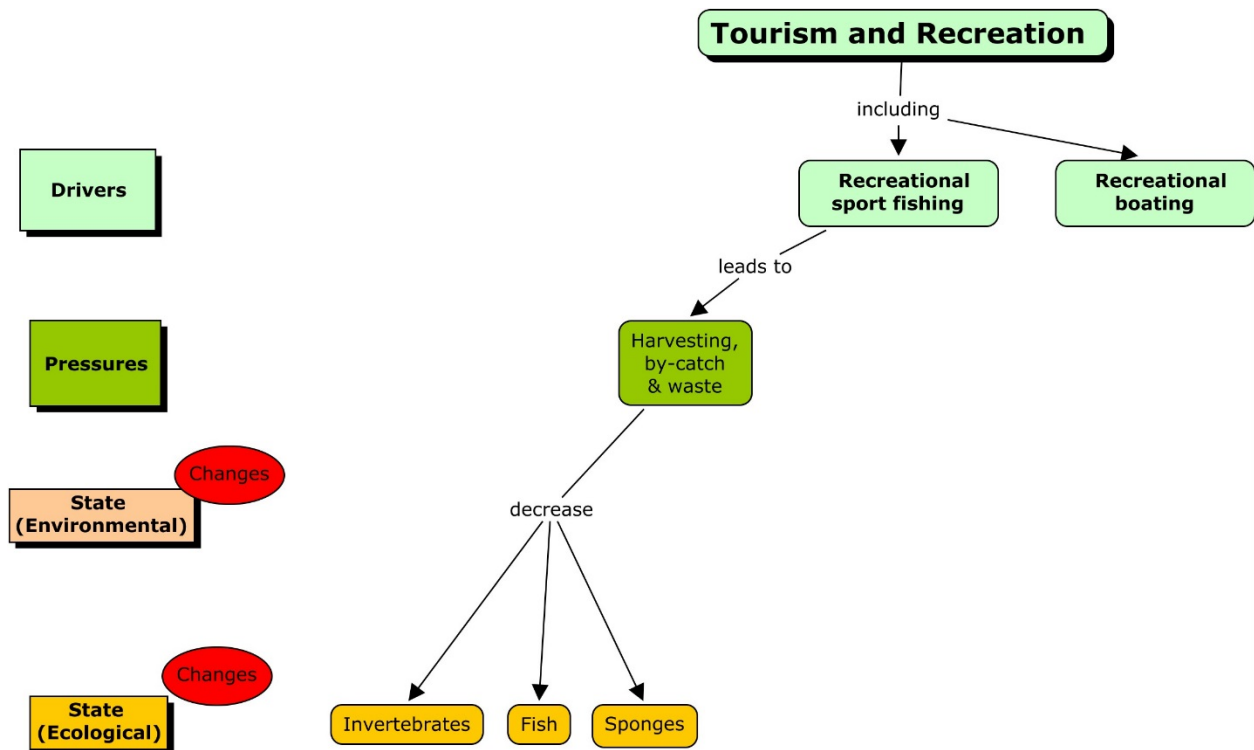 Tourism and Recreation
including
Drivers
Recreational
sport fishing
Recreational
boating
leads to
Pressures
Harvesting,
by-catch
& waste
Changes
State
(Environmental)
decrease
Changes
State
(Ecological)
Invertebrates
Fish
Sponges